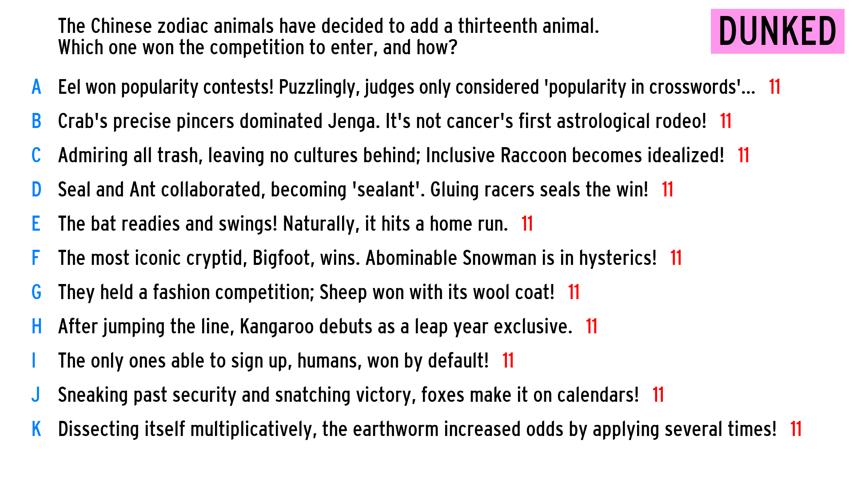 The Chinese zodiac animals have decided to add a thirteenth animal.
Which one won the competition to enter, and how?
DUNKED
A Eel won popularity contests! Puzzlingly, judges only considered 'popularity in crosswords'... 11
B Crab's precise pincers dominated Jenga. It's not cancer's first astrological rodeo! 11
C Admiring all trash, leaving no cultures behind; Inclusive Raccoon becomes idealized! 11
D Seal and Ant collaborated, becoming 'sealant'. Gluing racers seals the win! 11
E The bat readies and swings! Naturally, it hits a home run. 11
F The most iconic cryptid, Bigfoot, wins. Abominable Snowman is in hysterics! 11
G They held a fashion competition; Sheep won with its wool coat! 11
H After jumping the line, Kangaroo debuts as a leap year exclusive. 11
I The only ones able to sign up, humans, won by default! 11
J Sneaking past security and snatching victory, foxes make it on calendars! 11
K Dissecting itself multiplicatively, the earthworm increased odds by applying several times! 11